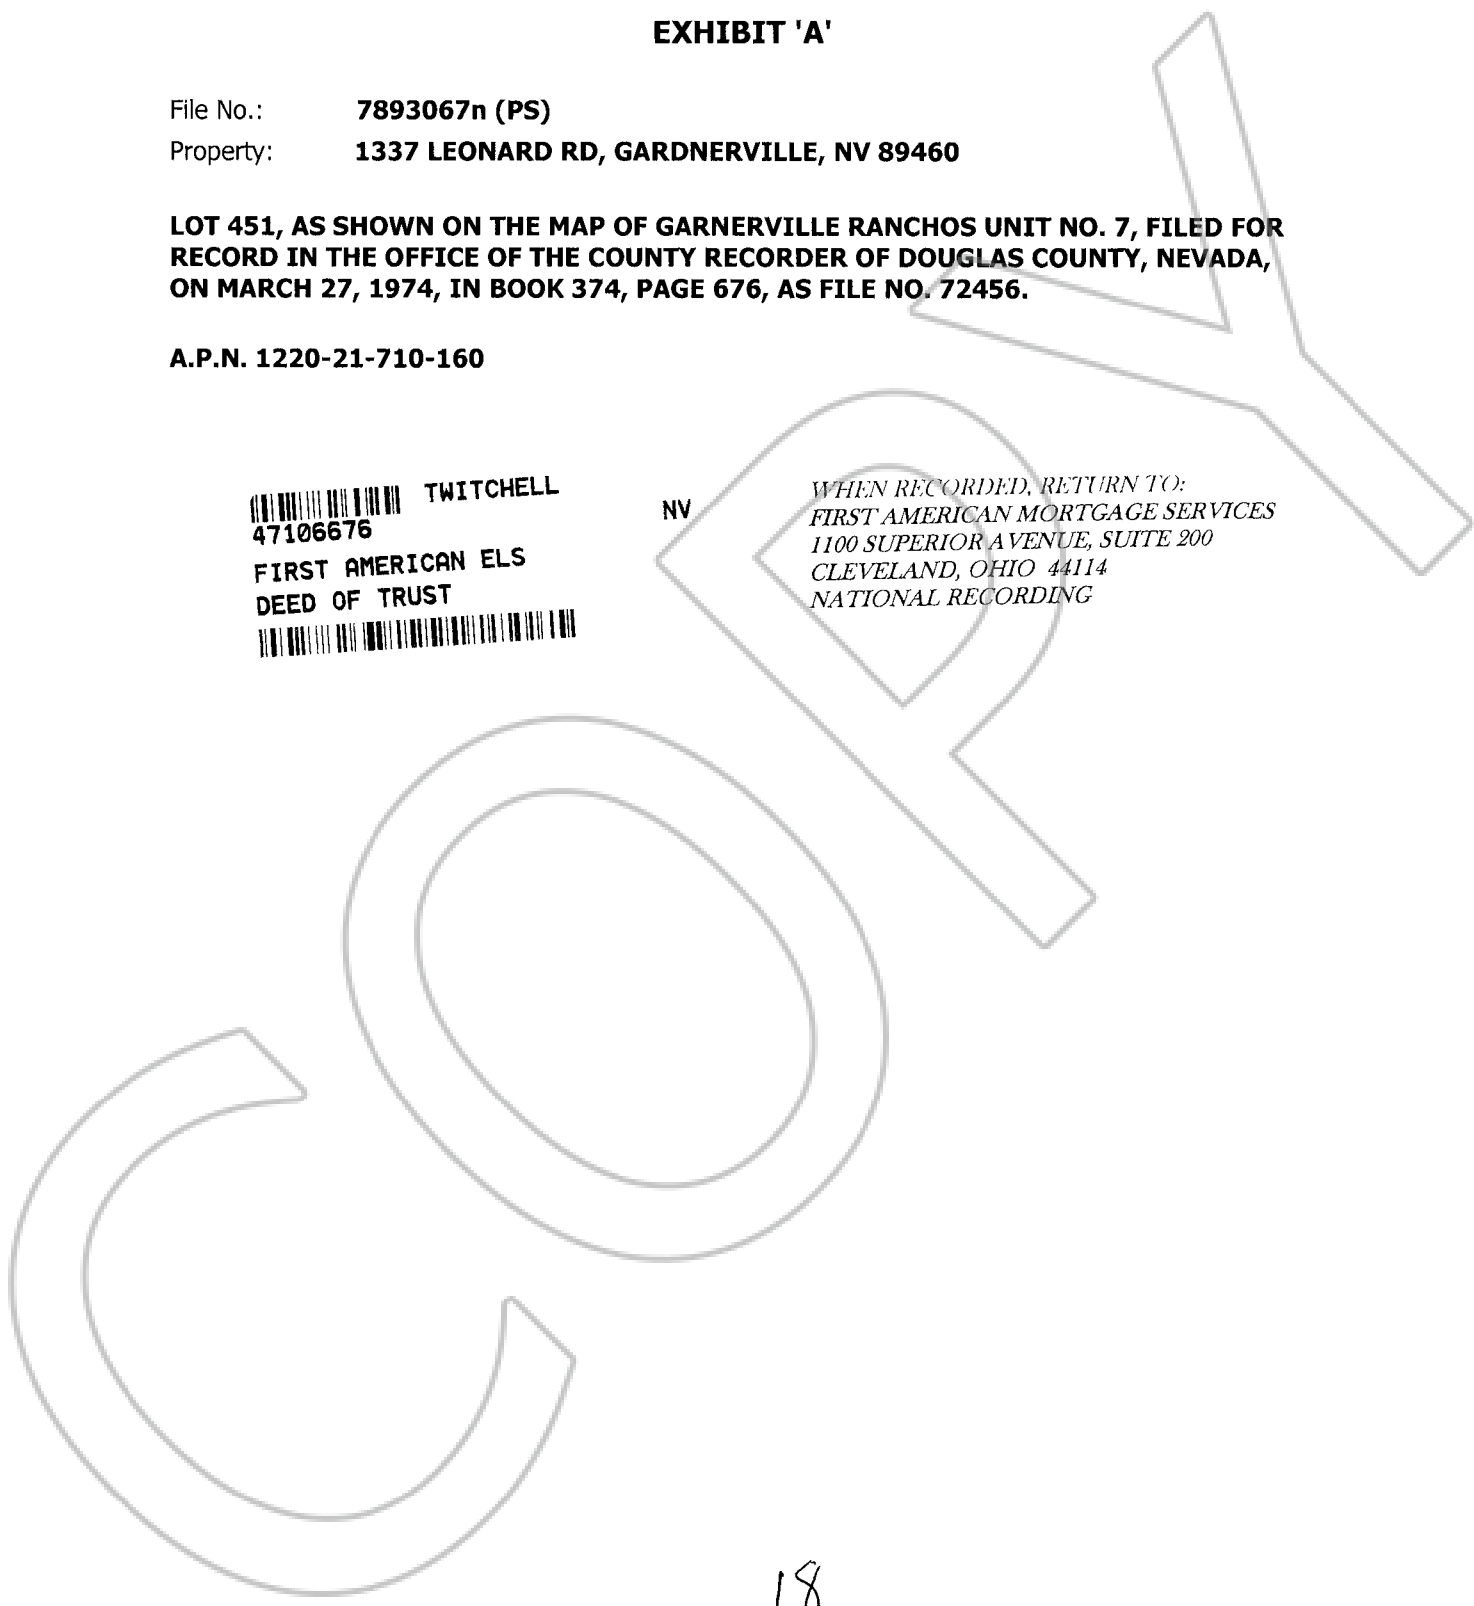 EXHIBIT 'A'
File No.: 7893067n (PS)
Property: 1337 LEONARD RD, GARDNERVILLE, NV 89460
LOT 451, AS SHOWN ON THE MAP OF GARNERVILLE RANCHOS UNIT NO. 7, FILED FOR
RECORD IN THE OFFICE OF THE COUNTY RECORDER OF DOUGLAS COUNTY, NEVADA,
ON MARCH 27, 1974, IN BOOK 374, PAGE 676, AS FILE NO. 72456.
A.P.N. 1220-21-710-160
TWITCHELL
47106676
FIRST AMERICAN ELS
DEED OF TRUST
NV
WHEN RECORDED, RETURN TO:
FIRST AMERICAN MORTGAGE SERVICES
1100 SUPERIOR AVENUE, SUITE 200
CLEVELAND, OHIO 44114
NATIONAL RECORDING
COPY
18